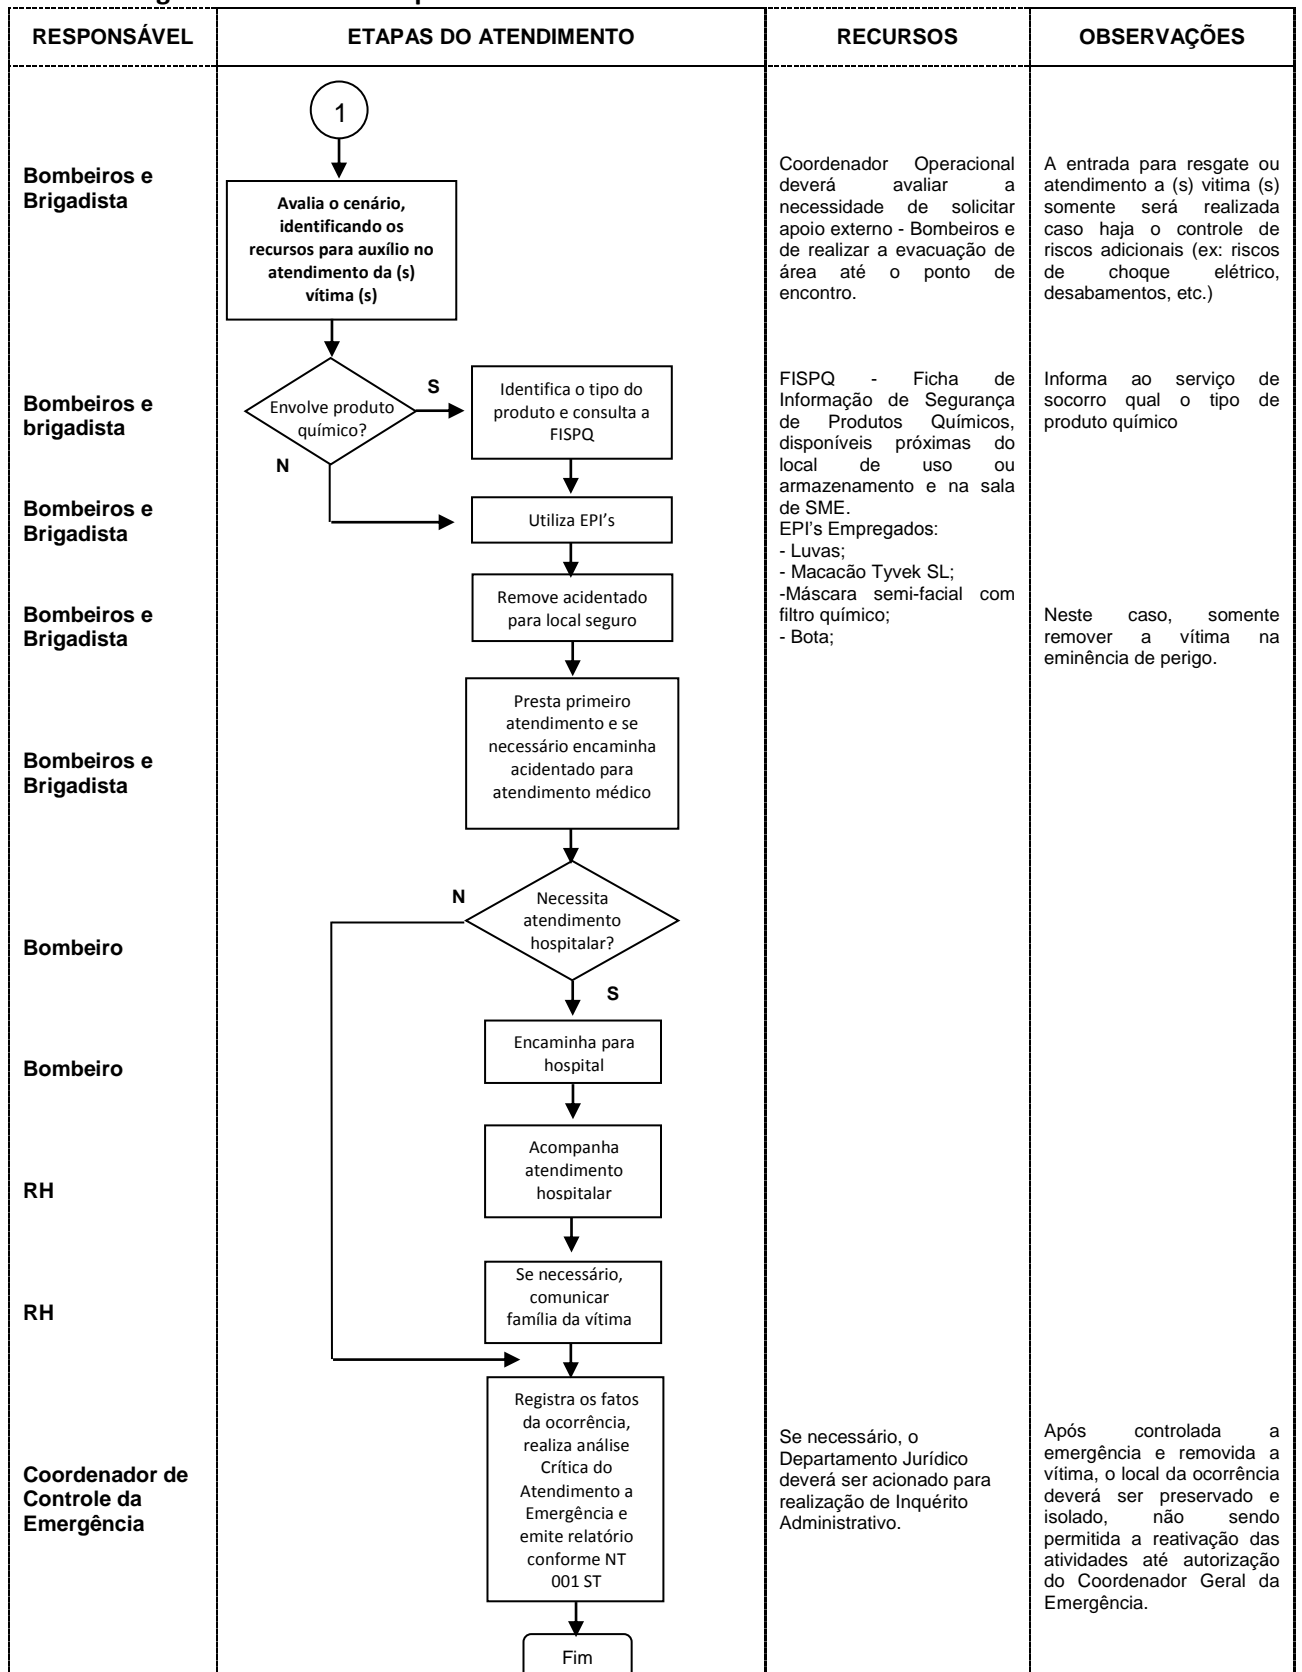 RESPONSÁVEL
ETAPAS DO ATENDIMENTO
RECURSOS
OBSERVAÇÕES
1
Bombeiros e
Brigadista
Avalia o cenário,
identificando os
recursos para auxílio no
atendimento da (s)
vítima (s)
Coordenador Operacional
deverá avaliar a
necessidade de solicitar
apoio externo - Bombeiros e
de realizar a evacuação de
área até o ponto de
encontro.
A entrada para resgate ou
atendimento a (s) vitima (s)
somente será realizada
caso haja o controle de
riscos adicionais (ex: riscos
de choque elétrico,
desabamentos, etc.)
Bombeiros e
brigadista
Envolve produto
químico?
S
N
Identifica o tipo do
produto e consulta a
FISPQ
FISPQ - Ficha de
Informação de Segurança
de Produtos Químicos,
disponíveis próximas do
local de uso ou
armazenamento e na sala
de SME.
EPI's Empregados:
- Luvas;
- Macacão Tyvek SL;
-Máscara semi-facial com
filtro químico;
- Bota;
Informa ao serviço de
socorro qual o tipo de
produto químico
Bombeiros e
Brigadista
Utiliza EPI's
Bombeiros e
Brigadista
Remove acidentado
para local seguro
Neste caso, somente
remover a vítima na
eminência de perigo.
Bombeiros e
Brigadista
Presta primeiro
atendimento e se
necessário encaminha
acidentado para
atendimento médico
Bombeiro
N
Necessita
atendimento
hospitalar?
S
Bombeiro
Encaminha para
hospital
RH
Acompanha
atendimento
hospitalar
RH
Se necessário,
comunicar
família da vítima
Coordenador de
Controle da
Emergência
Registra os fatos
da ocorrência,
realiza análise
Crítica do
Atendimento a
Emergência e
emite relatório
conforme NT
001 ST
Se necessário, o
Departamento Jurídico
deverá ser acionado para
realização de Inquérito
Administrativo.
Após controlada a
emergência e removida a
vítima, o local da ocorrência
deverá ser preservado e
isolado, não sendo
permitida a reativação das
atividades até autorização
do Coordenador Geral da
Emergência.
Fim